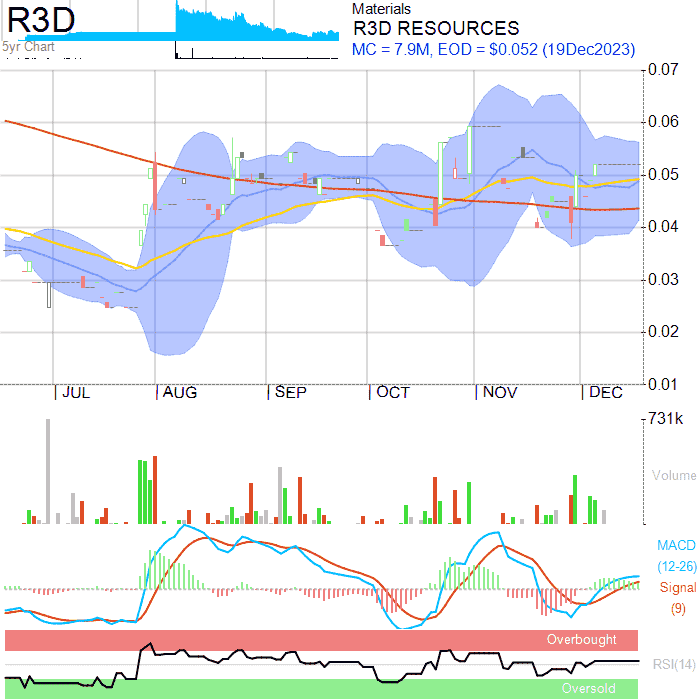 R3D
5yr Chart
Materials
R3D RESOURCES
MC = 7.9M, EOD = $0.052 (19Dec2023)
0.07
0.06
0.05
0.04
0.03
0.02
0.01
JUL AUG SEP OCT NOV DEC
731k
Volume
MACD
(12-26)
Signal
(9)
Overbought
RSI(14)
Oversold